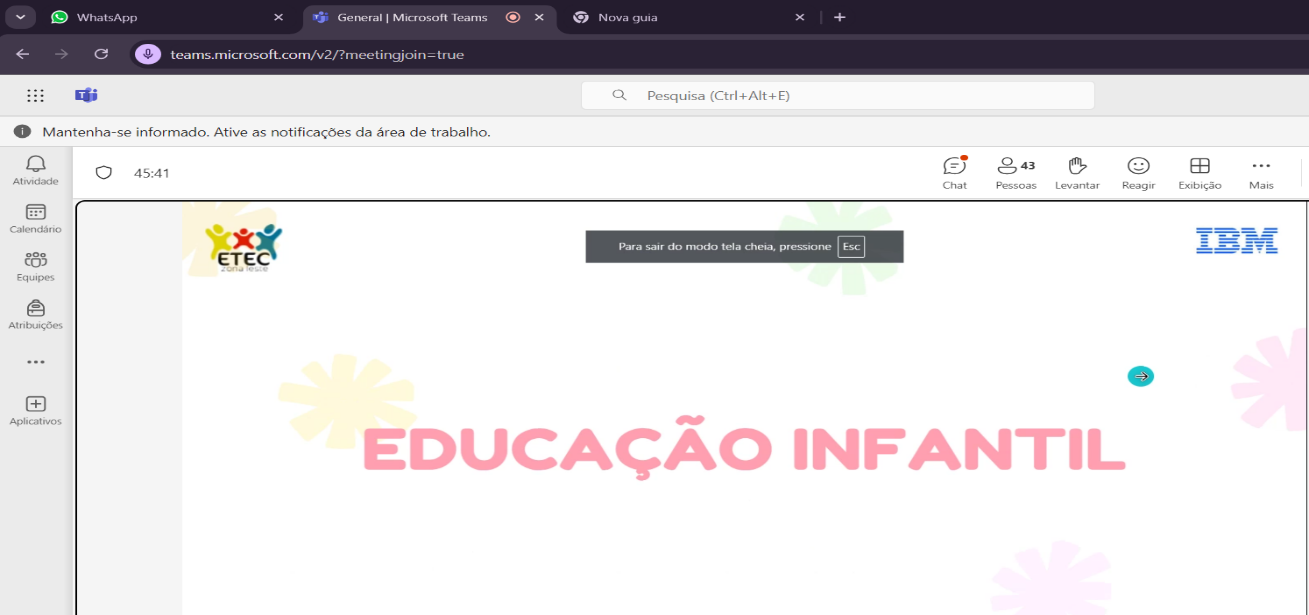 WhatsApp
General | Microsoft Teams
Nova guia
teams.microsoft.com/v2/?meetingjoin=true
Pesquisa (Ctrl+Alt+E)
Mantenha-se informado. Ative as notificações da área de trabalho.
Atividade
Calendário
Equipes
Atribuições
Aplicativos
45:41
Chat
43
Pessoas
Levantar
Reagir
Exibição
Mais
ETEC
zona leste
Para sair do modo tela cheia, pressione Esc
IBM
EDUCAÇÃO INFANTIL